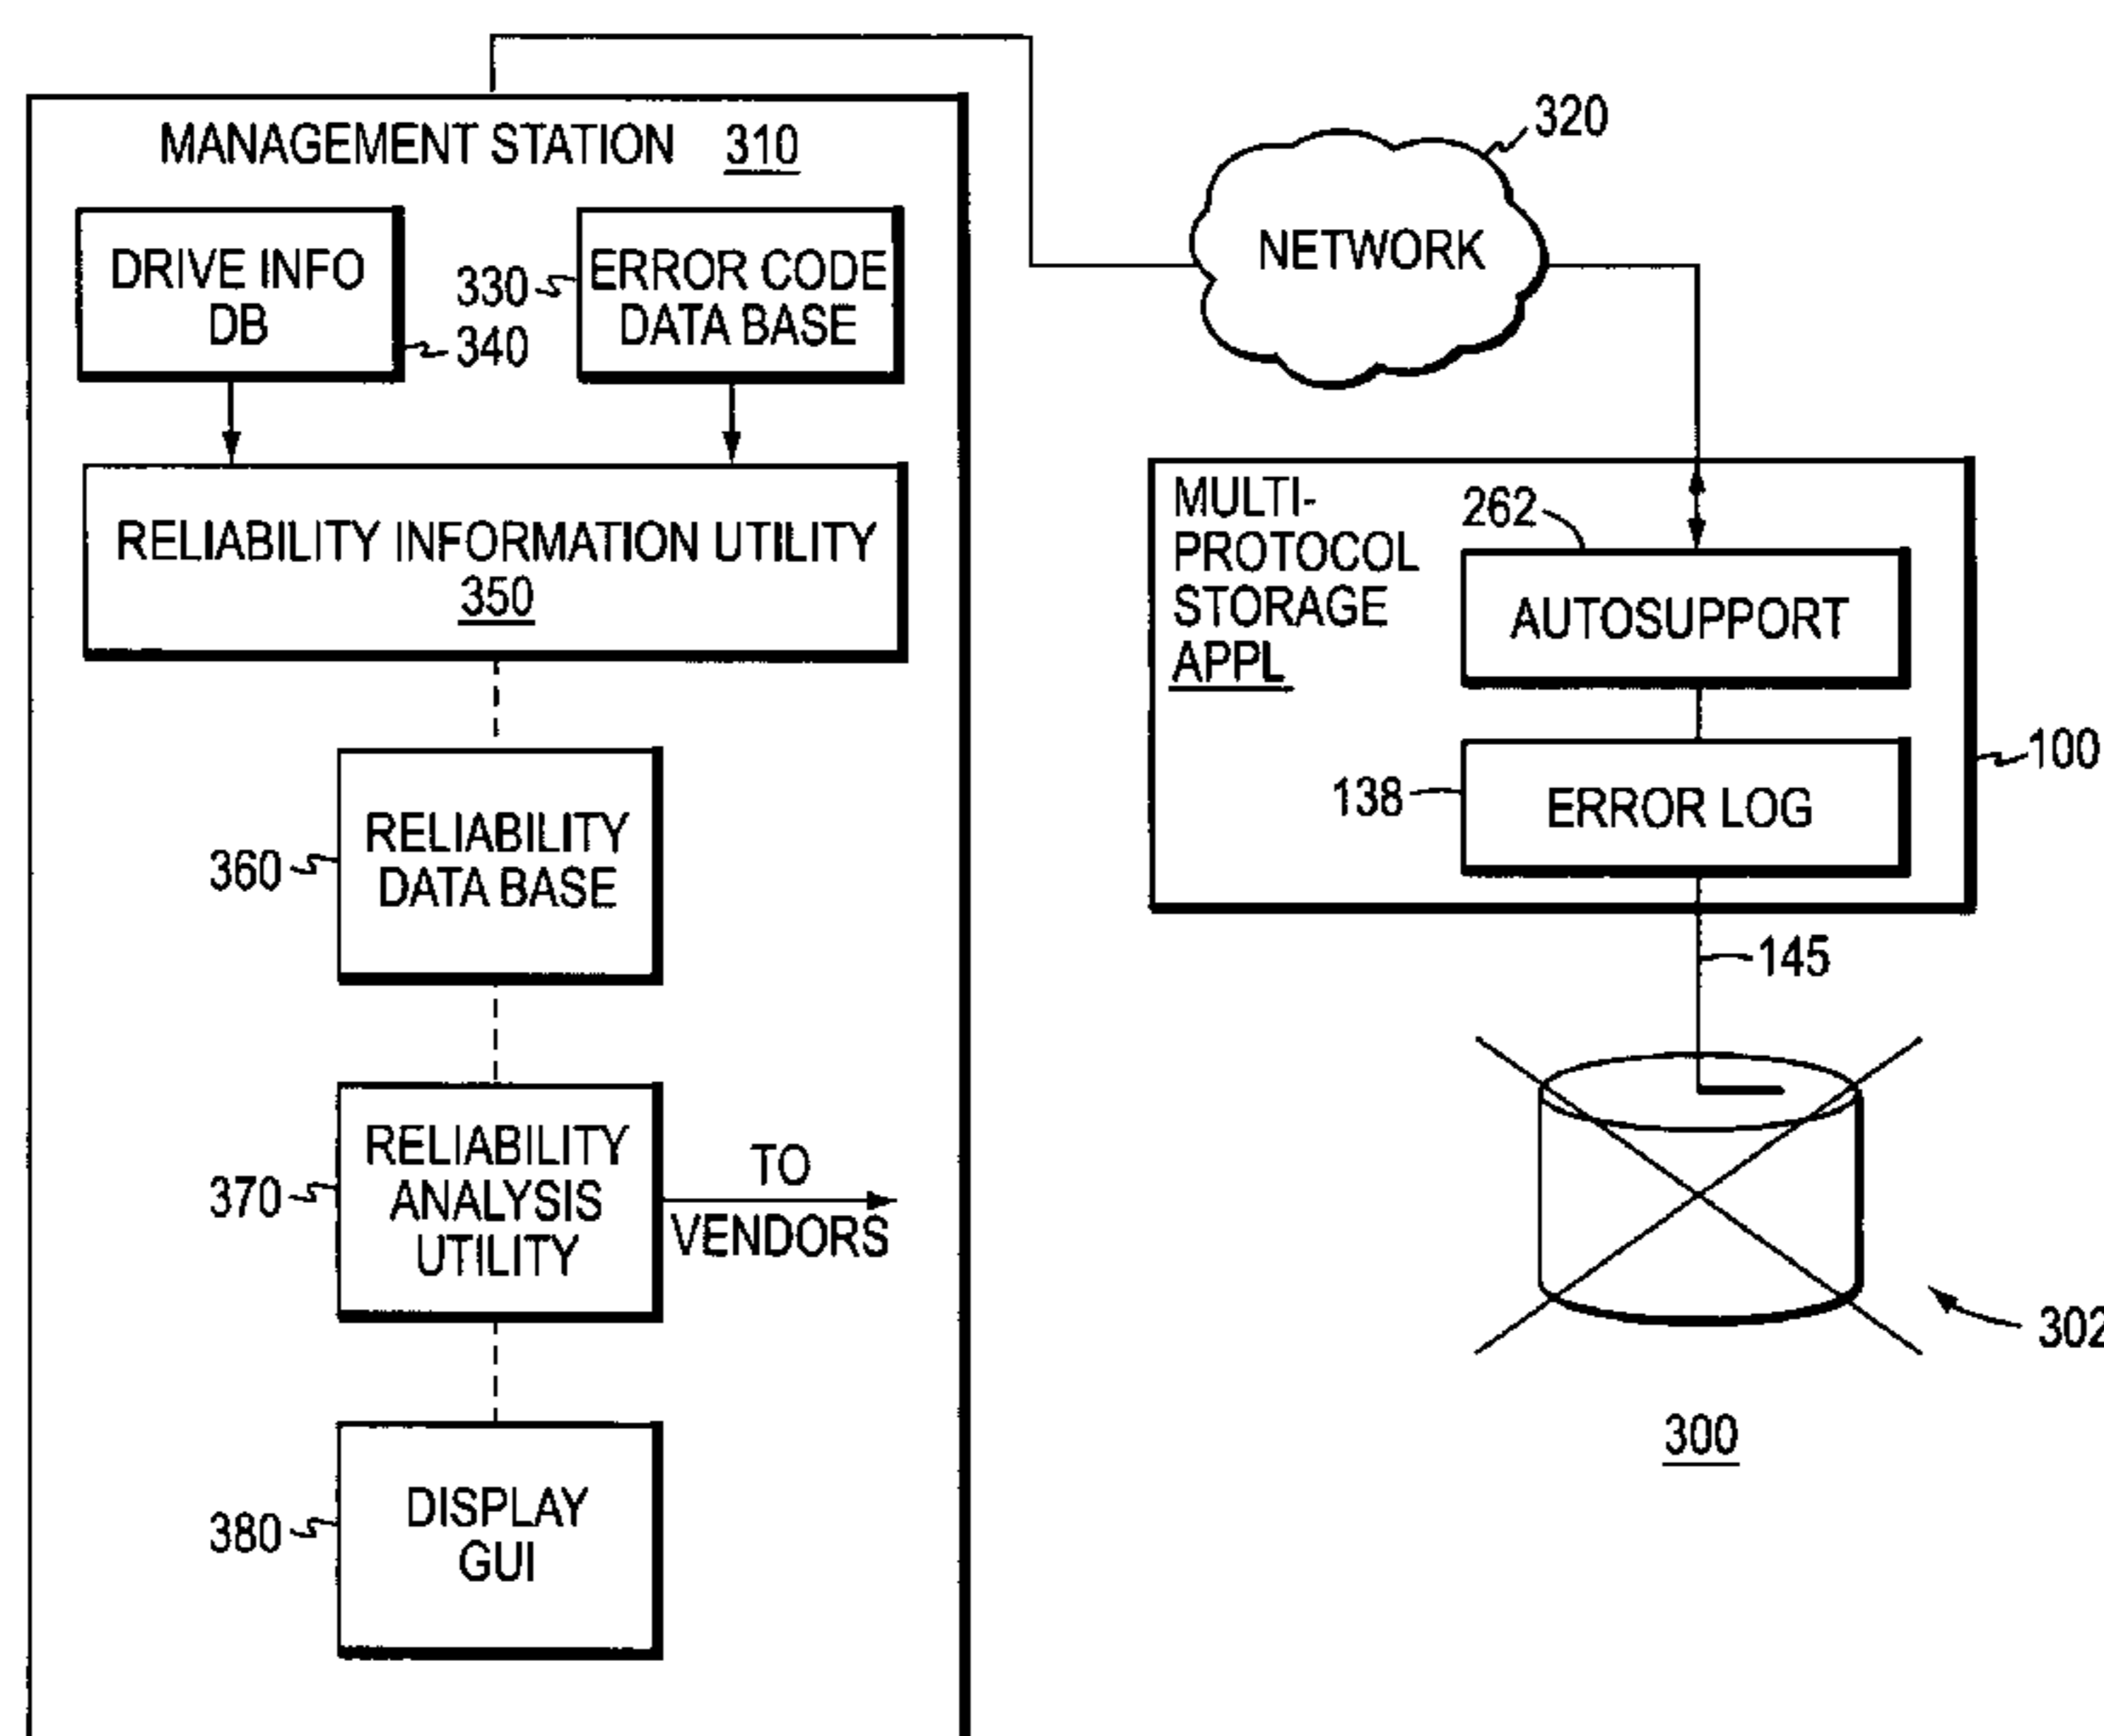 MANAGEMENT STATION 310
DRIVE INFO
DB
340
330
ERROR CODE
DATA BASE
RELIABILITY INFORMATION UTILITY
350
360
RELIABILITY
DATA BASE
370
RELIABILITY
ANALYSIS
UTILITY
TO
VENDORS
380
DISPLAY
GUI
320
NETWORK
MULTI-
PROTOCOL
STORAGE
APPL
262
AUTOSUPPORT
138
ERROR LOG
100
145
302
300